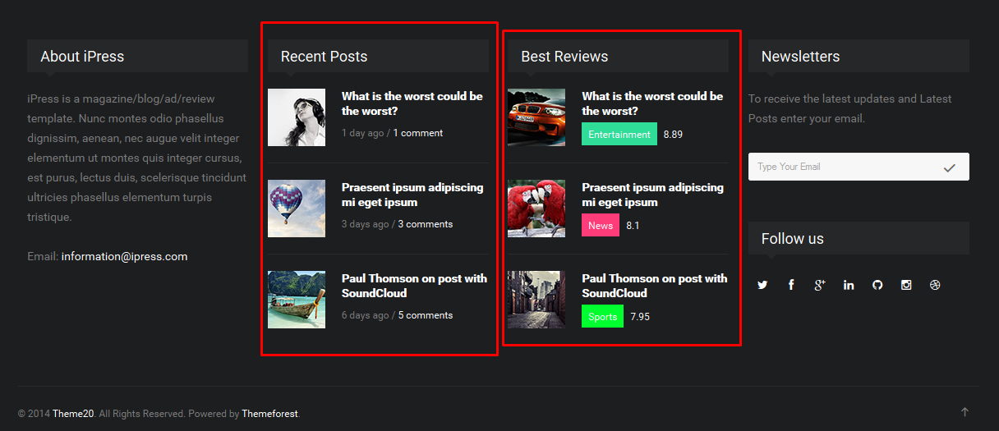 About iPress
iPress is a magazine/blog/ad/review
template. Nunc montes odio phasellus
dignissim, aenean, nec augue velit integer
elementum ut montes quis integer cursus,
est purus, lectus duis, scelerisque tincidunt
ultricies phasellus elementum turpis
tristique.
Email: information@ipress.com
Recent Posts
What is the worst could be
the worst?
1 day ago / 1 comment
Praesent ipsum adipiscing
mi eget ipsum
3 days ago / 3 comments
Paul Thomson on post with
SoundCloud
6 days ago / 5 comments
Best Reviews
What is the worst could be
the worst?
Entertainment 8.89
Praesent ipsum adipiscing
mi eget ipsum
News 8.1
Paul Thomson on post with
SoundCloud
Sports 7.95
Newsletters
To receive the latest updates and Latest
Posts enter your email.
Type Your Email
Follow us
© 2014 Theme20. All Rights Reserved. Powered by Themeforest.